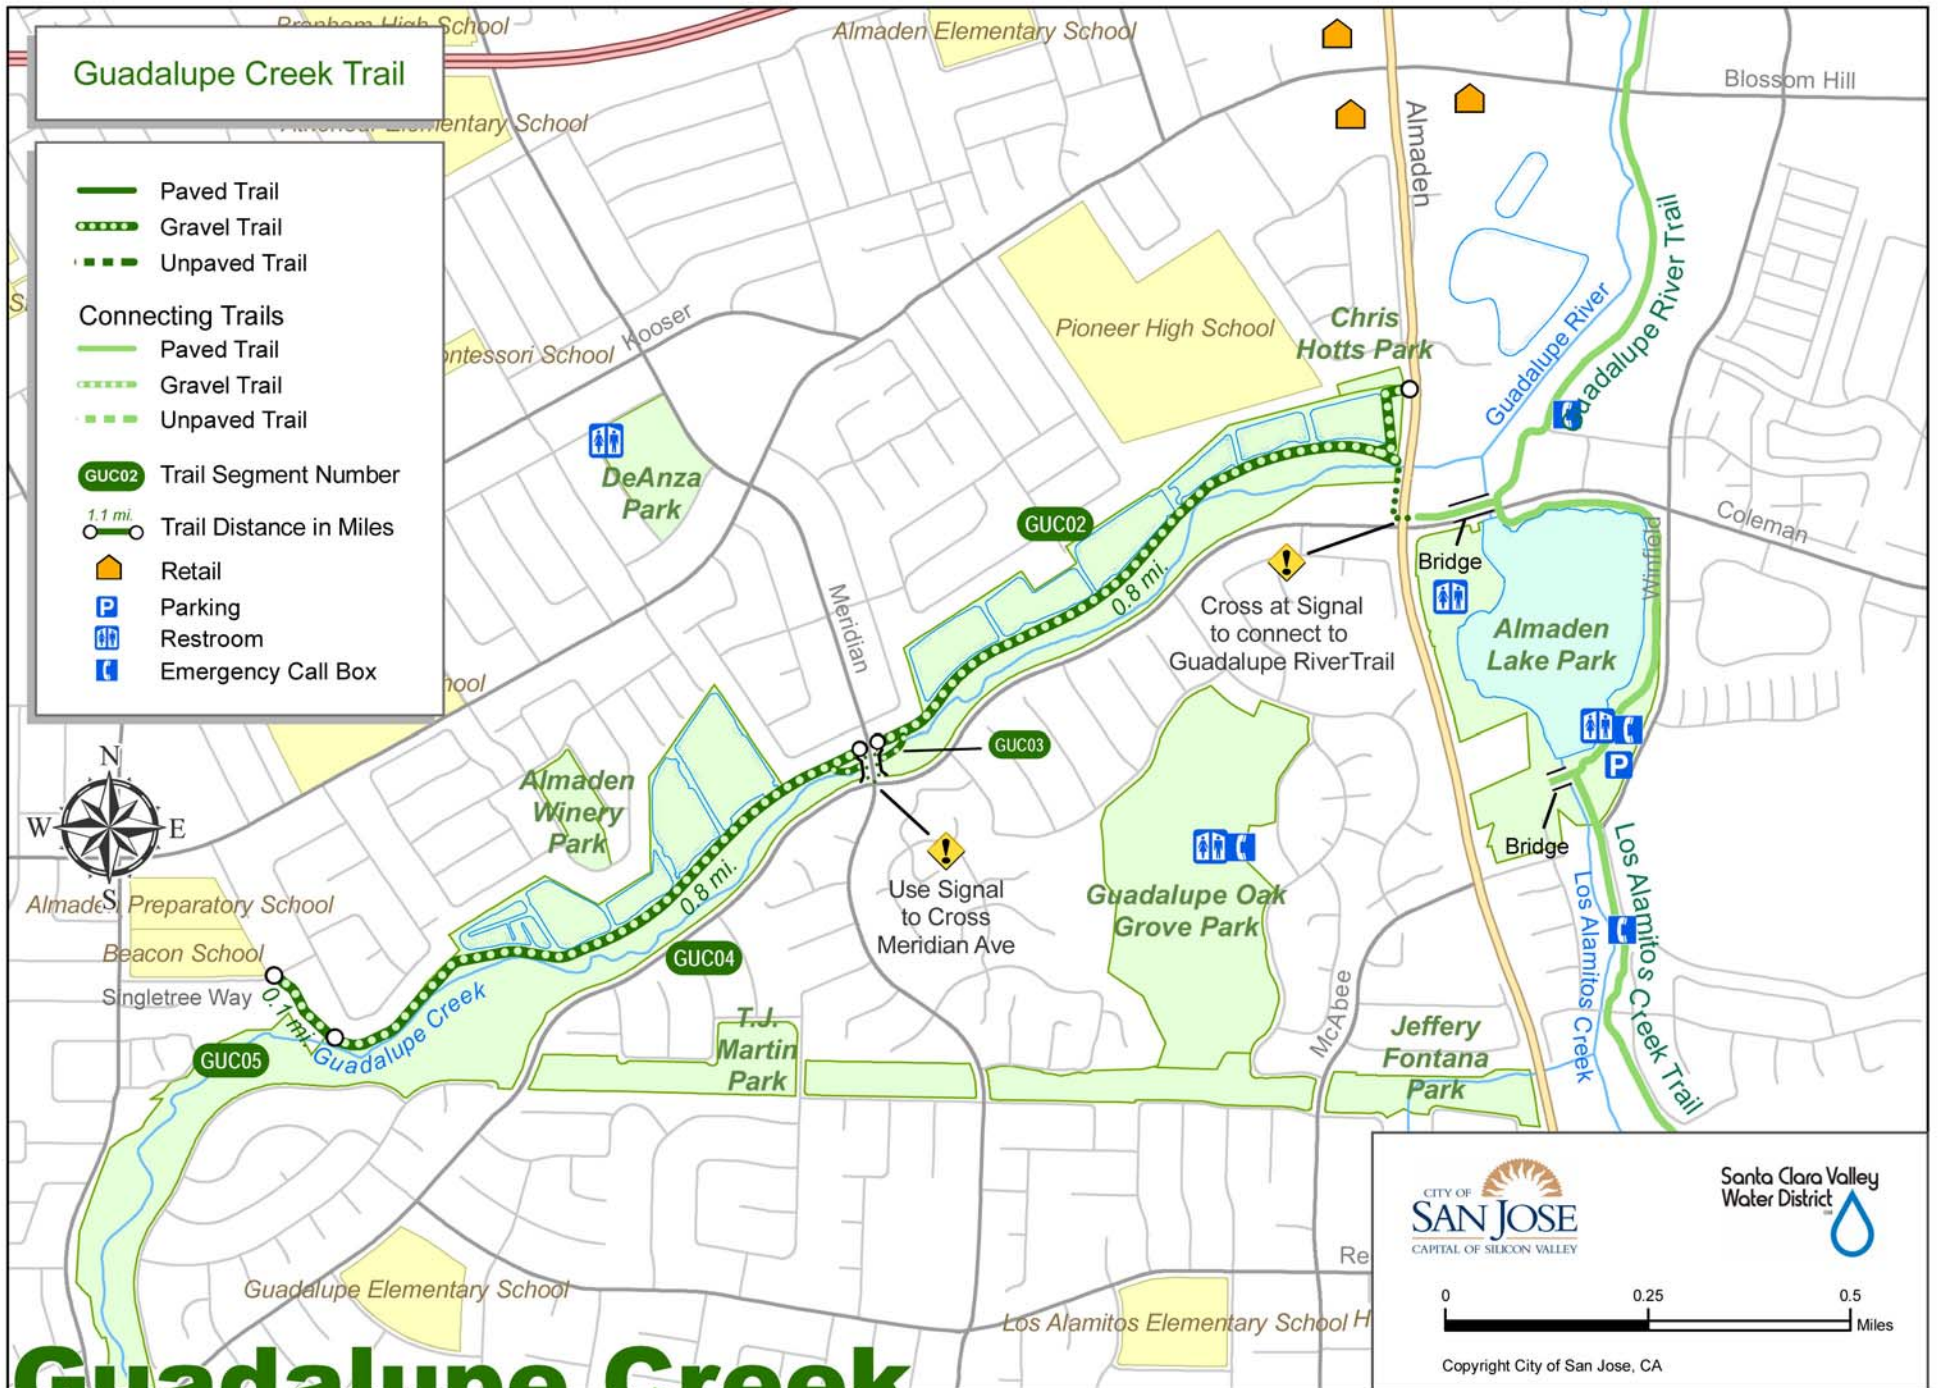 Guadalupe Creek Trail
Paved Trail
Gravel Trail
Unpaved Trail
Connecting Trails
Paved Trail
Gravel Trail
Unpaved Trail
GUC02 Trail Segment Number
1.1 mi. Trail Distance in Miles
Retail
P Parking
Restroom
Emergency Call Box
High School
Almaden Elementary School
Elementary School
Blossom Hill
Almaden
Kooser
School
Pioneer High School
Chris
Hotts Park
Guadalupe River
Guadalupe River Trail
DeAnza
Park
GUC02
0.8 mi.
Coleman
Winfield
Bridge
Cross at Signal
to connect to
Guadalupe RiverTrail
Almaden
Lake Park
Meridian
GUC03
P
N
W E
S
Almaden
Winery
Park
0.8 mi.
Use Signal
to Cross
Meridian Ave
Guadalupe Oak
Grove Park
Bridge
Los Alamitos Creek
Los Alamitos Creek Trail
Almaden Preparatory School
Beacon School
Singletree Way
0.1 mi.
Guadalupe Creek
GUC04
GUC05
T.J.
Martin
Park
McAbee
Jeffery
Fontana
Park
Guadalupe Elementary School
Los Alamitos Elementary School H
Re
CITY OF
SAN JOSE
CAPITAL OF SILICON VALLEY
Santa Clara Valley
Water District
0 0.25 0.5
Miles
Copyright City of San Jose, CA
Guadalupe Creek